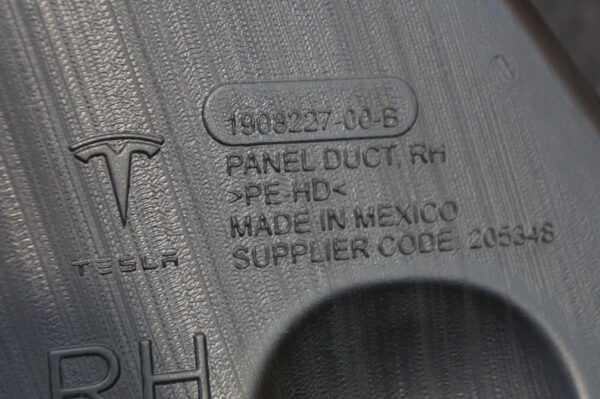 1908227-00-B
PANEL DUCT, RH
>PE-HD<
MADE IN MEXICO
SUPPLIER CODE: 205348
TESLA
RH